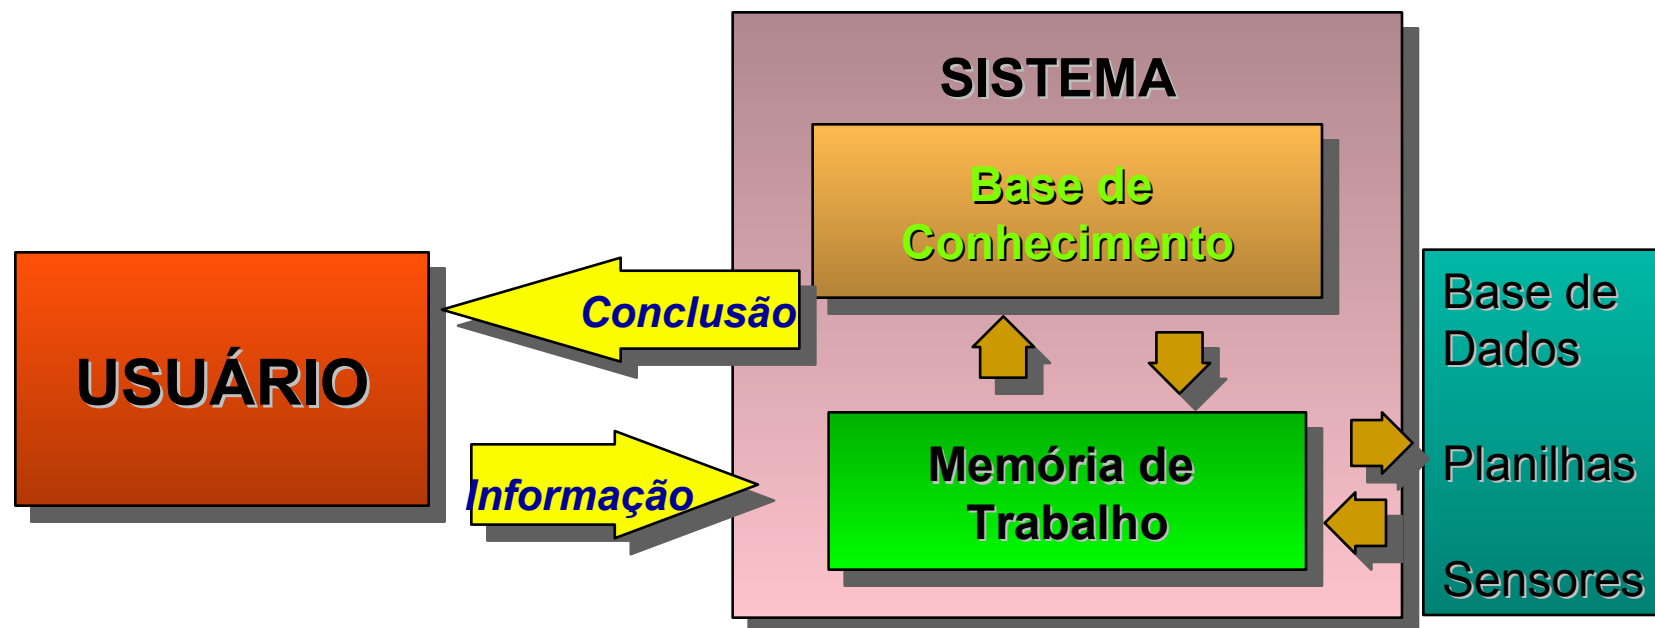 SISTEMA
Base de
Conhecimento
Conclusão
USUÁRIO
Informação
Memória de
Trabalho
Base de
Dados
Planilhas
Sensores